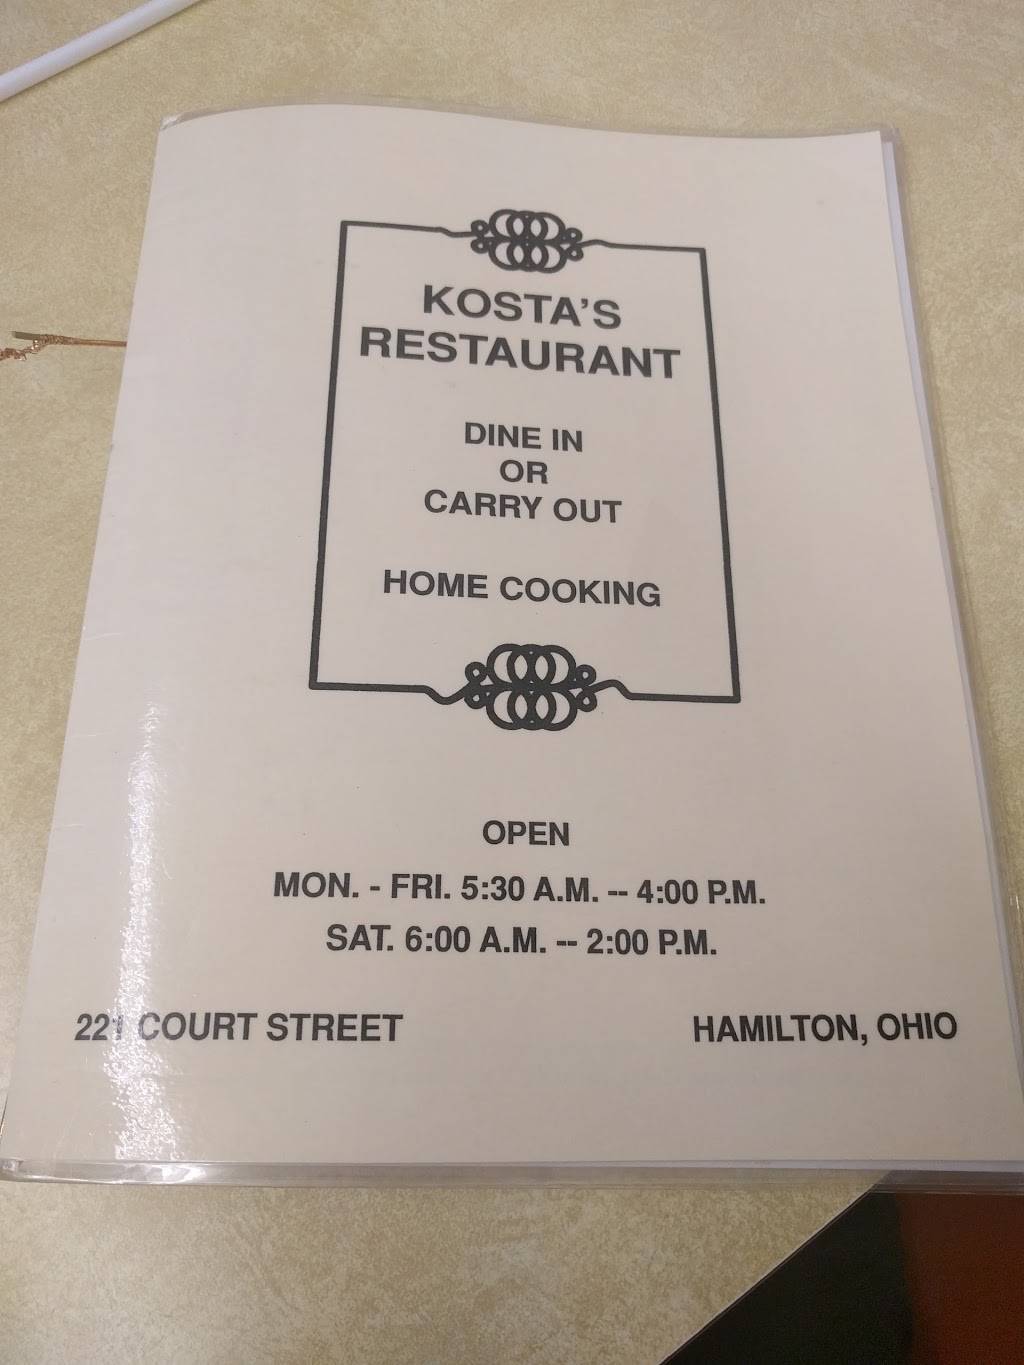 KOSTA'S
RESTAURANT
DINE IN
OR
CARRY OUT
HOME COOKING
OPEN
MON. - FRI. 5:30 A.M. -- 4:00 P.M.
SAT. 6:00 A.M. -- 2:00 P.M.
221 COURT STREET HAMILTON, OHIO